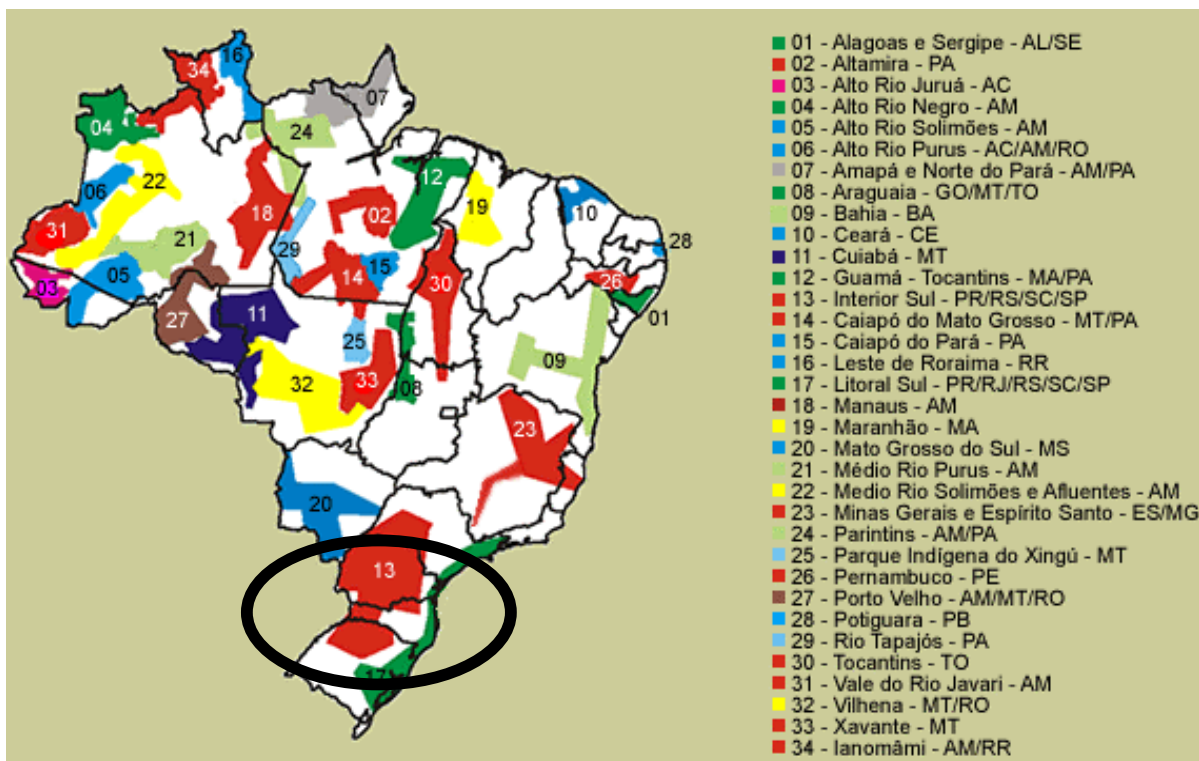 34
16
07
04
24
22
12
06
19
10
18
02
28
31
21
29
15
14
30
26
03
05
11
01
27
25
09
32
33
08
23
20
13
17
01 - Alagoas e Sergipe - AL/SE
02 - Altamira - PA
03 - Alto Rio Juruá - AC
04 - Alto Rio Negro - AM
05 - Alto Rio Solimões - AM
06 - Alto Rio Purus - AC/AM/RO
07 - Amapá e Norte do Pará - AM/PA
08 - Araguaia - GO/MT/TO
09 - Bahia - BA
10 - Ceará - CE
11 - Cuiabá - MT
12 - Guamá - Tocantins - MA/PA
13 - Interior Sul - PR/RS/SC/SP
14 - Caiapó do Mato Grosso - MT/PA
15 - Caiapó do Pará - PA
16 - Leste de Roraima - RR
17 - Litoral Sul - PR/RJ/RS/SC/SP
18 - Manaus - AM
19 - Maranhão - MA
20 - Mato Grosso do Sul - MS
21 - Médio Rio Purus - AM
22 - Medio Rio Solimões e Afluentes - AM
23 - Minas Gerais e Espírito Santo - ES/MG
24 - Parintins - AM/PA
25 - Parque Indígena do Xingú - MT
26 - Pernambuco - PE
27 - Porto Velho - AM/MT/RO
28 - Potiguara - PB
29 - Rio Tapajós - PA
30 - Tocantins - TO
31 - Vale do Rio Javari - AM
32 - Vilhena - MT/RO
33 - Xavante - MT
34 - Ianomâmi - AM/RR